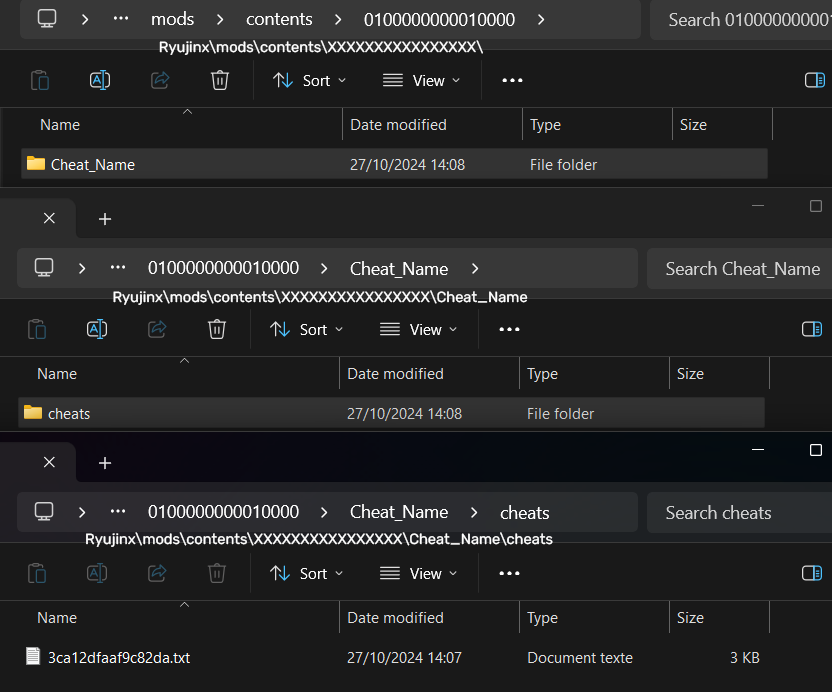 mods > contents > 0100000000010000 > Search 01000000000
Ryujinx\mods\contents\XXXXXXXXXXXXXXXX\
Sort View
Name Date modified Type Size
Cheat_Name 27/10/2024 14:08 File folder
0100000000010000 > Cheat_Name > Search Cheat_Name
Ryujinx\mods\contents\XXXXXXXXXXXXXXXX\Cheat_Name
Sort View
Name Date modified Type Size
cheats 27/10/2024 14:08 File folder
0100000000010000 > Cheat_Name > cheats Search cheats
Ryujinx\mods\contents\XXXXXXXXXXXXXXXX\Cheat_Name\cheats
Sort View
Name Date modified Type Size
3ca12dfaaf9c82da.txt 27/10/2024 14:07 Document texte 3 KB